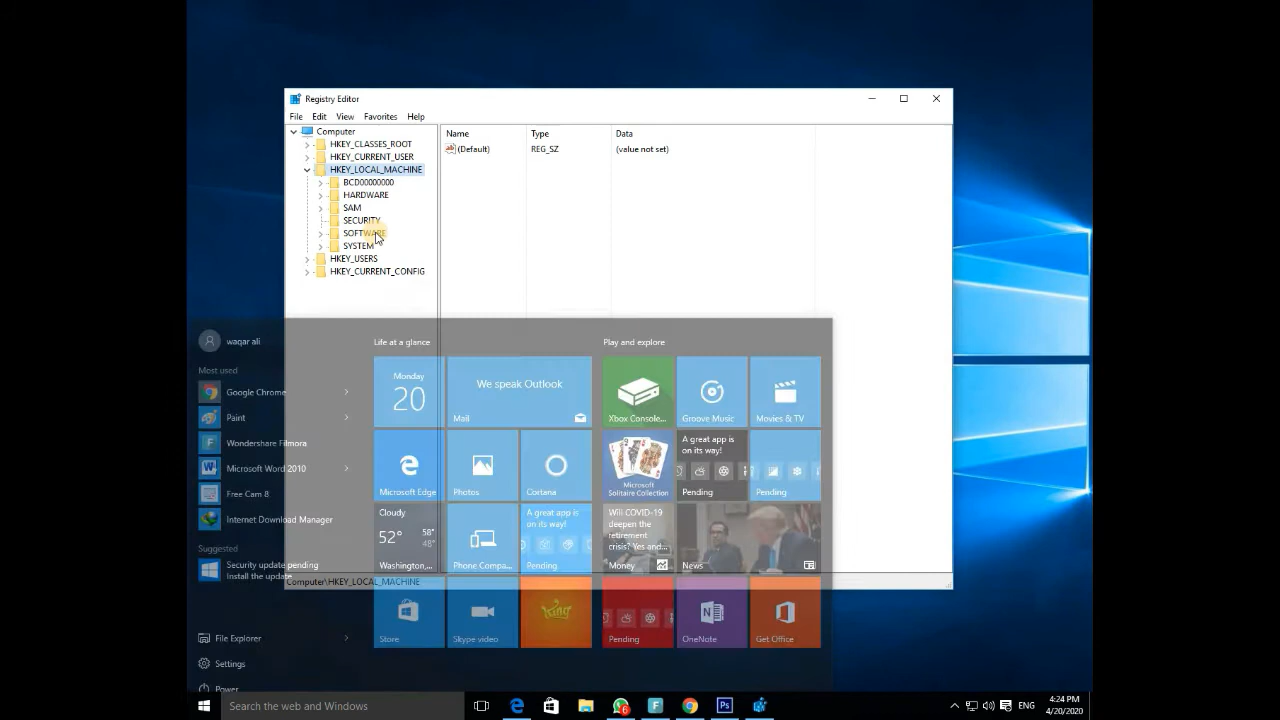 Registry Editor
File Edit View Favorites Help
Computer
HKEY_CLASSES_ROOT
HKEY_CURRENT_USER
HKEY_LOCAL_MACHINE
BCD00000000
HARDWARE
SAM
SECURITY
SOFTWARE
SYSTEM
HKEY_USERS
HKEY_CURRENT_CONFIG
Name Type Data
(Default) REG_SZ (value not set)
waqar ali
Most used
Google Chrome
Paint
Wondershare Filmora
Microsoft Word 2010
Free Cam 8
Internet Download Manager
Suggested
Security update pending
Install the update
File Explorer
Settings
Power
Life at a glance
Monday
20
We speak Outlook
Mail
Microsoft Edge
Photos
Cortana
Cloudy
52° 58°
48°
Washington,...
Phone Compa...
A great app is
on its way!
Pending
Store
Skype video
King
Play and explore
Xbox Console...
Groove Music
Movies & TV
Microsoft
Solitaire Collection
A great app is
on its way!
Pending
Pending
Will COVID-19
deepen the
retirement
crisis? Yes and...
Money
News
Pending
OneNote
Get Office
Computer\HKEY_LOCAL_MACHINE
Search the web and Windows
6
F
Ps
ENG
4:24 PM
4/20/2020